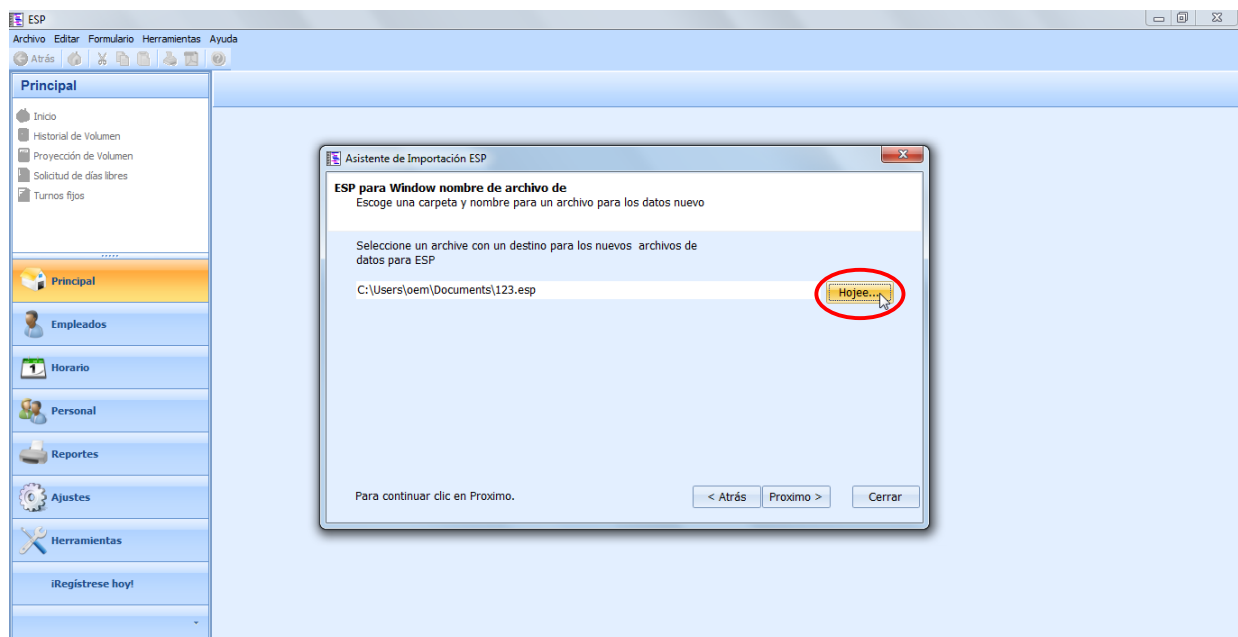 ESP
Archivo Editar Formulario Herramientas Ayuda
Atrás
Principal
Inicio
Historial de Volumen
Proyección de Volumen
Solicitud de días libres
Turnos fijos
Principal
Empleados
1
Horario
Personal
Reportes
Ajustes
Herramientas
¡Regístrese hoy!
Asistente de Importación ESP
ESP para Window nombre de archivo de
Escoge una carpeta y nombre para un archivo para los datos nuevo
Seleccione un archive con un destino para los nuevos archivos de
datos para ESP
C:\Users\oem\Documents\123.esp
Hojee...
Para continuar clic en Proximo.
< Atrás
Proximo >
Cerrar